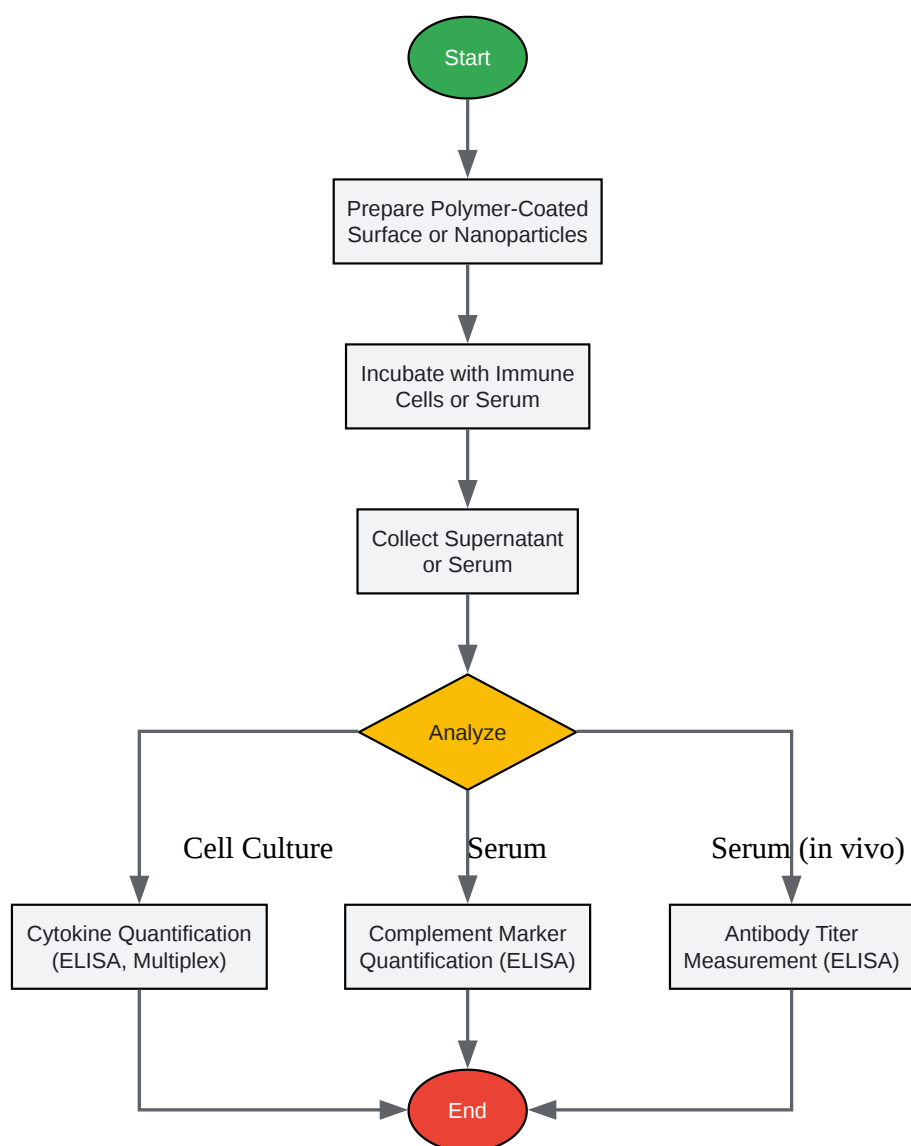 Start
Prepare Polymer-Coated
Surface or Nanoparticles
Incubate with Immune
Cells or Serum
Collect Supernatant
or Serum
Analyze
Cell Culture
Serum
Serum (in vivo)
Cytokine Quantification
(ELISA, Multiplex)
Complement Marker
Quantification (ELISA)
Antibody Titer
Measurement (ELISA)
End